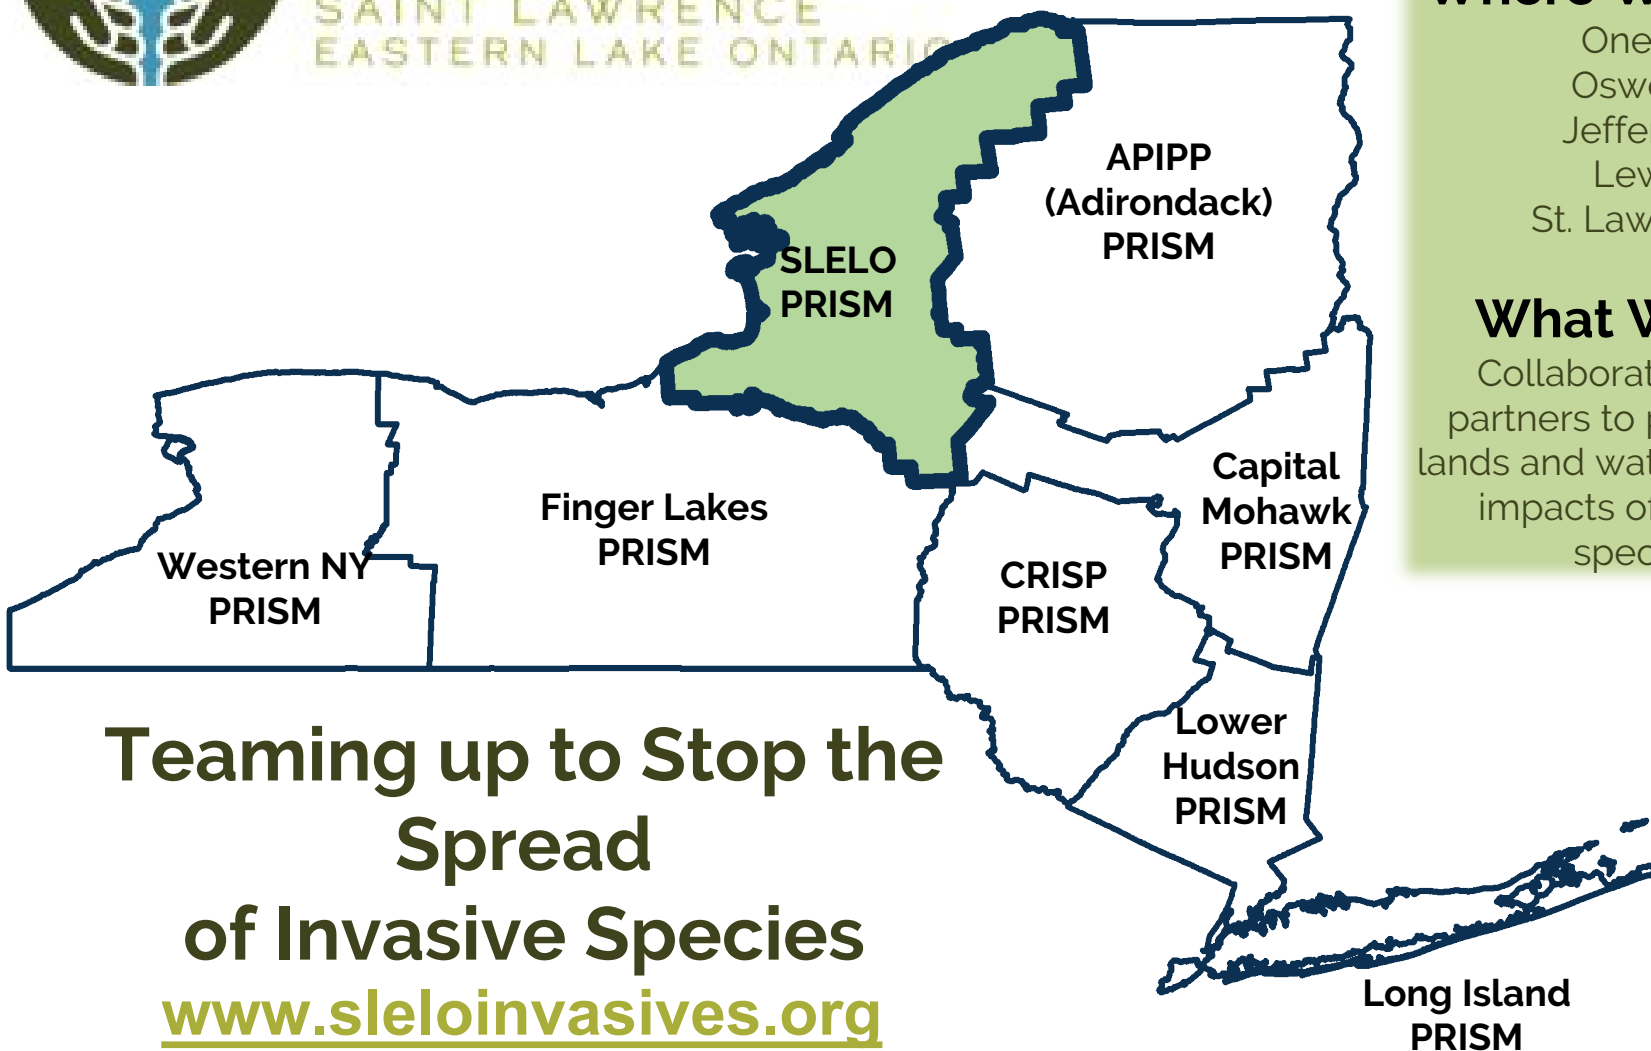 SAINT LAWRENCE
EASTERN LAKE ONTARIO
APIPP
(Adirondack)
PRISM
SLELO
PRISM
Finger Lakes
PRISM
Western NY
PRISM
Capital
Mohawk
PRISM
CRISP
PRISM
Lower
Hudson
PRISM
Long Island
PRISM
Teaming up to Stop the
Spread
of Invasive Species
www.sleloinvasives.org
One
Osw
Jeffe
Lew
St. Law
What W
Collaborat
partners to p
lands and wat
impacts of
spec